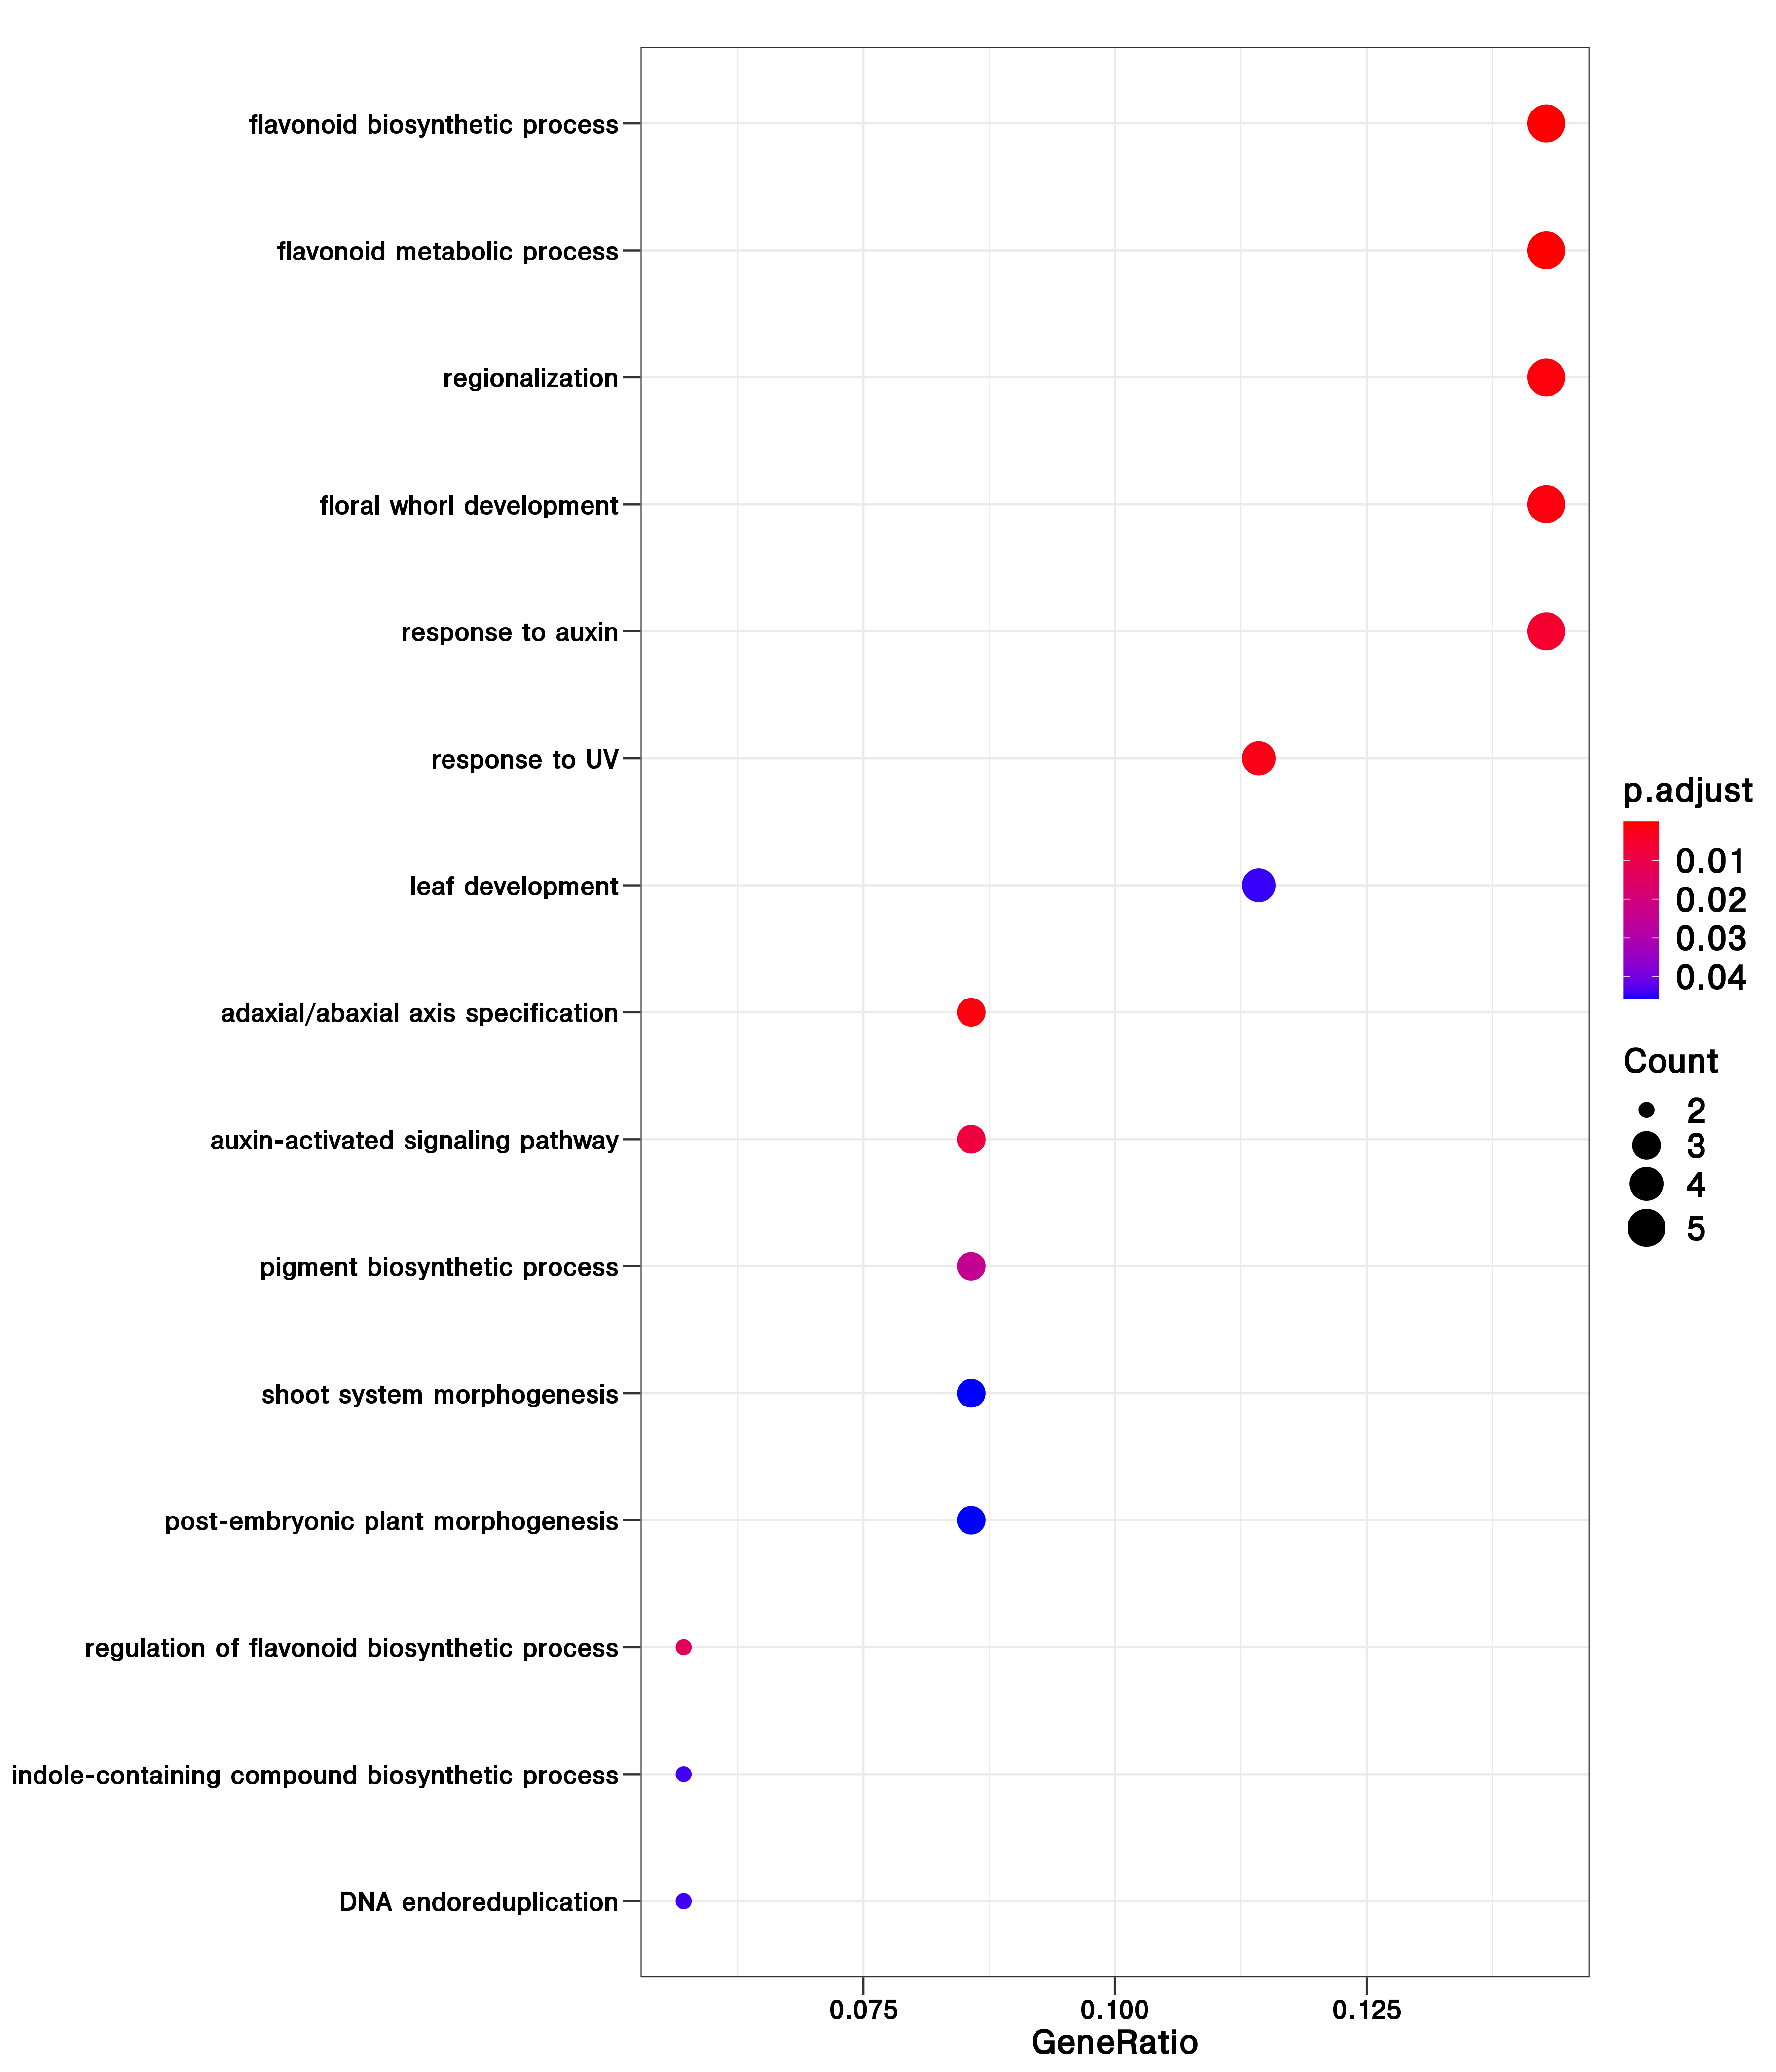 flavonoid biosynthetic process
flavonoid metabolic process
regionalization
floral whorl development
response to auxin
response to UV
leaf development
adaxial/abaxial axis specification
auxin-activated signaling pathway
pigment biosynthetic process
shoot system morphogenesis
post-embryonic plant morphogenesis
regulation of flavonoid biosynthetic process
indole-containing compound biosynthetic process
DNA endoreduplication
0.075 0.100 0.125
GeneRatio
p.adjust
0.01
0.02
0.03
0.04
Count
2
3
4
5